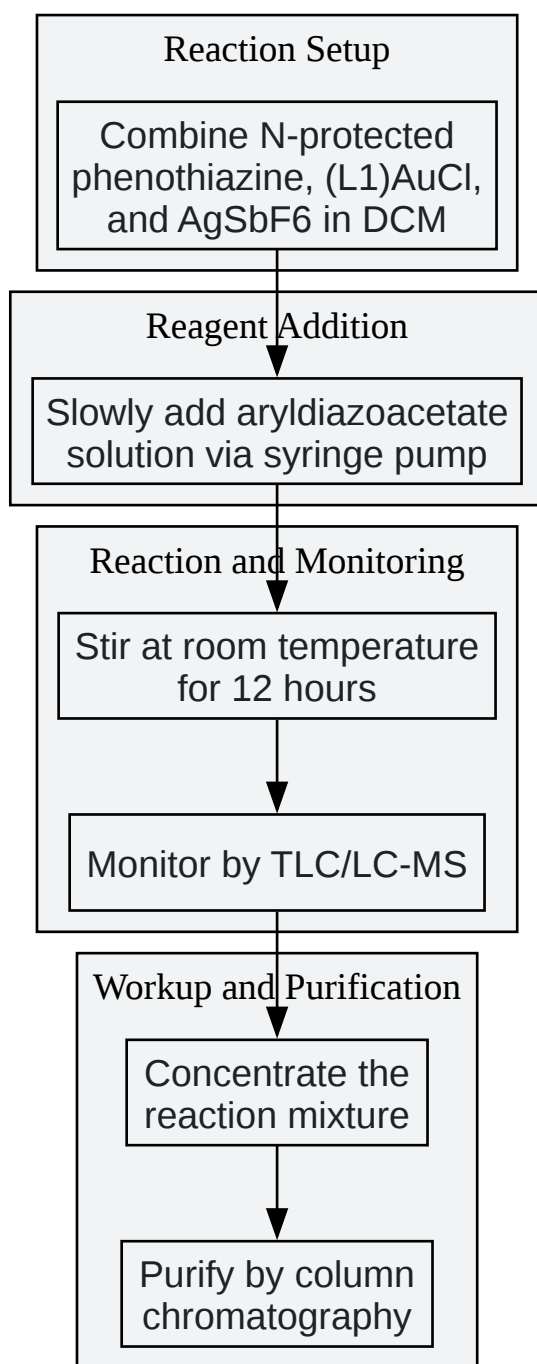 Reaction Setup
Combine N-protected
phenothiazine, (L1)AuCl,
and AgSbF6 in DCM
Reagent Addition
Slowly add aryldiazoacetate
solution via syringe pump
Reaction and Monitoring
Stir at room temperature
for 12 hours
Monitor by TLC/LC-MS
Workup and Purification
Concentrate the
reaction mixture
Purify by column
chromatography